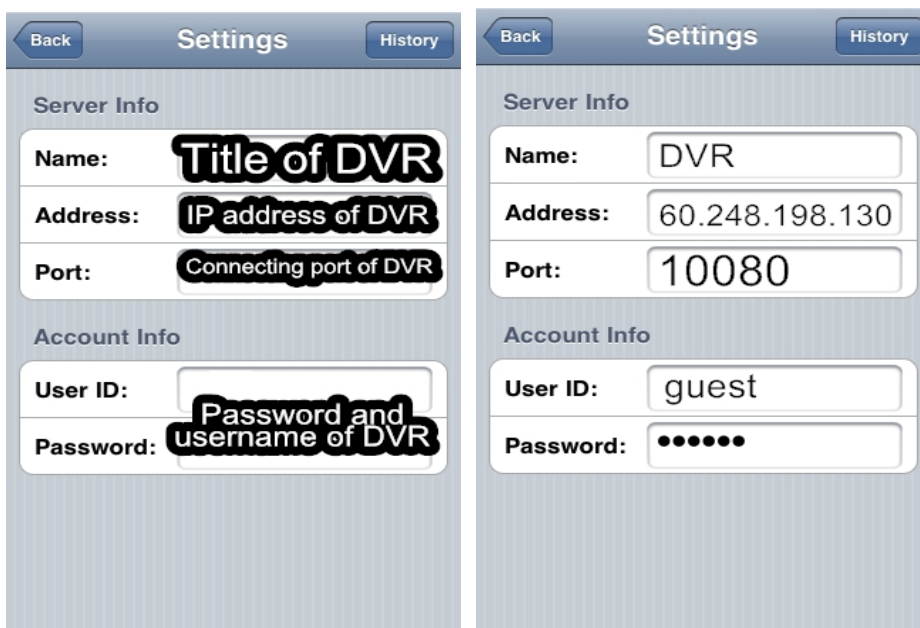 Back Settings History
Server Info
Name: Title of DVR
Address: IP address of DVR
Port: Connecting port of DVR
Account Info
User ID:
Password and
Password: username of DVR
Back Settings History
Server Info
Name: DVR
Address: 60.248.198.130
Port: 10080
Account Info
User ID: guest
Password: ••••••